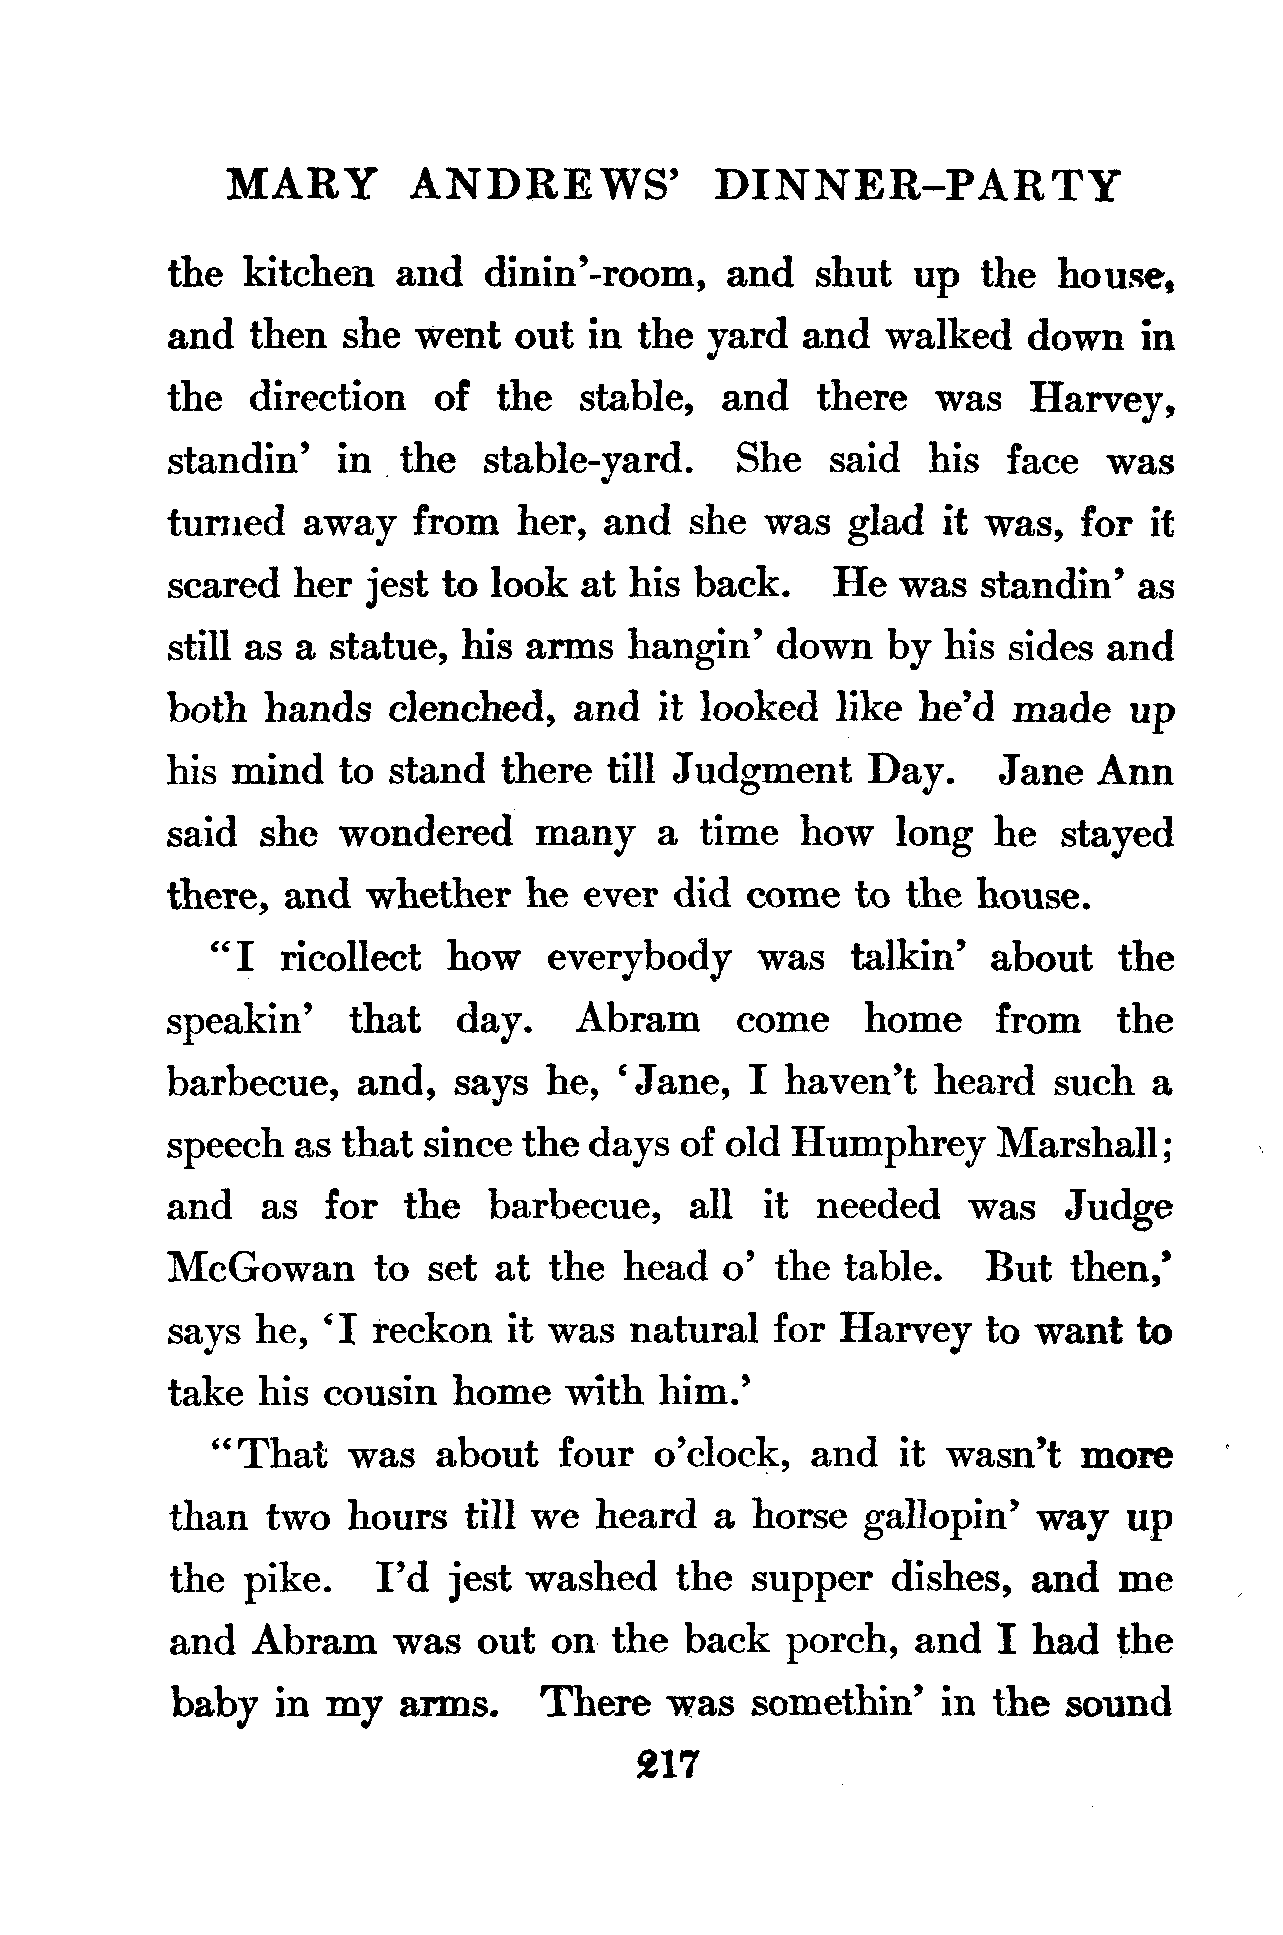 MARY ANDREWS' DINNER-PARTY
the kitchen and dinin'-room, and shut up the house,
and then she went out in the yard and walked down in
the direction of the stable, and there was Harvey,
standin' in the stable-yard. She said his face was
turned away from her, and she was glad it was, for it
scared her jest to look at his back. He was standin' as
still as a statue, his arms hangin' down by his sides and
both hands clenched, and it looked like he'd made up
his mind to stand there till Judgment Day. Jane Ann
said she wondered many a time how long he stayed
there, and whether he ever did come to the house.
"I ricollect how everybody was talkin' about the
speakin' that day. Abram come home from the
barbecue, and, says he, 'Jane, I haven't heard such a
speech as that since the days of old Humphrey Marshall;
and as for the barbecue, all it needed was Judge
McGowan to set at the head o' the table. But then,'
says he, 'I reckon it was natural for Harvey to want to
take his cousin home with him.'
"That was about four o'clock, and it wasn't more
than two hours till we heard a horse gallopin' way up
the pike. I'd jest washed the supper dishes, and me
and Abram was out on the back porch, and I had the
baby in my arms. There was somethin' in the sound
217